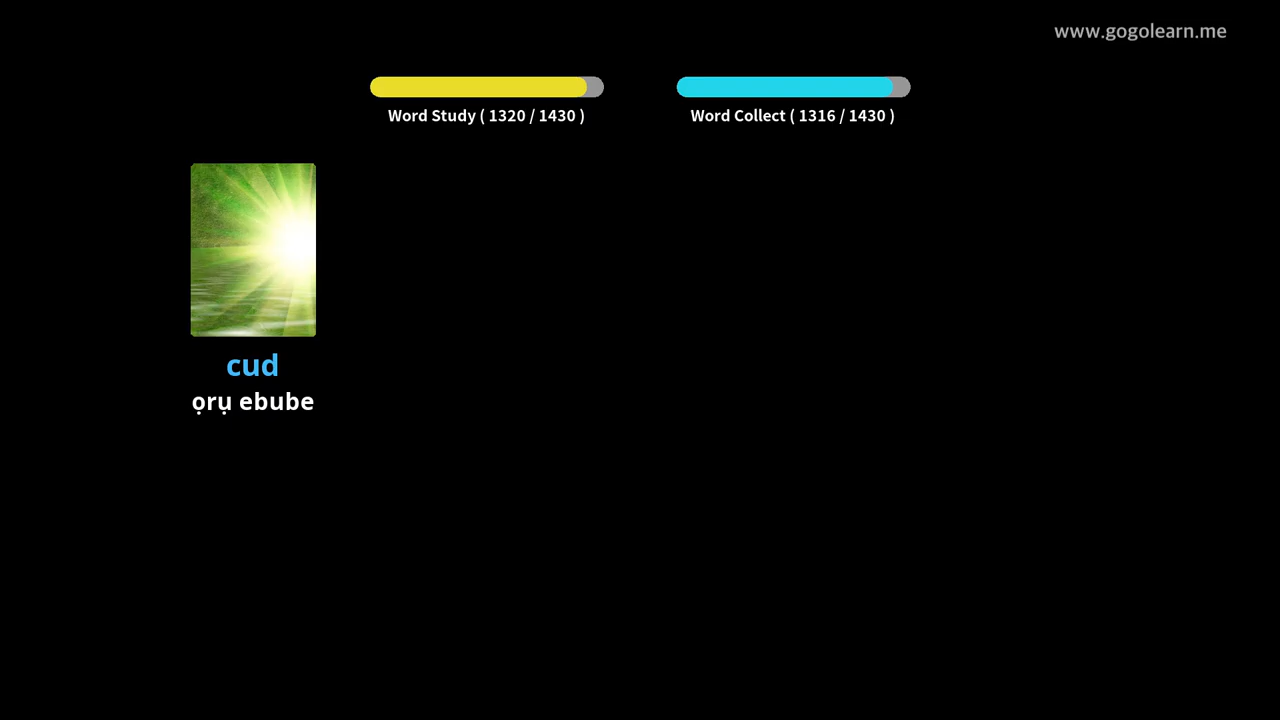 www.gogolearn.me
Word Study ( 1320 / 1430 )
Word Collect ( 1316 / 1430 )
cud
ọrụ ebube